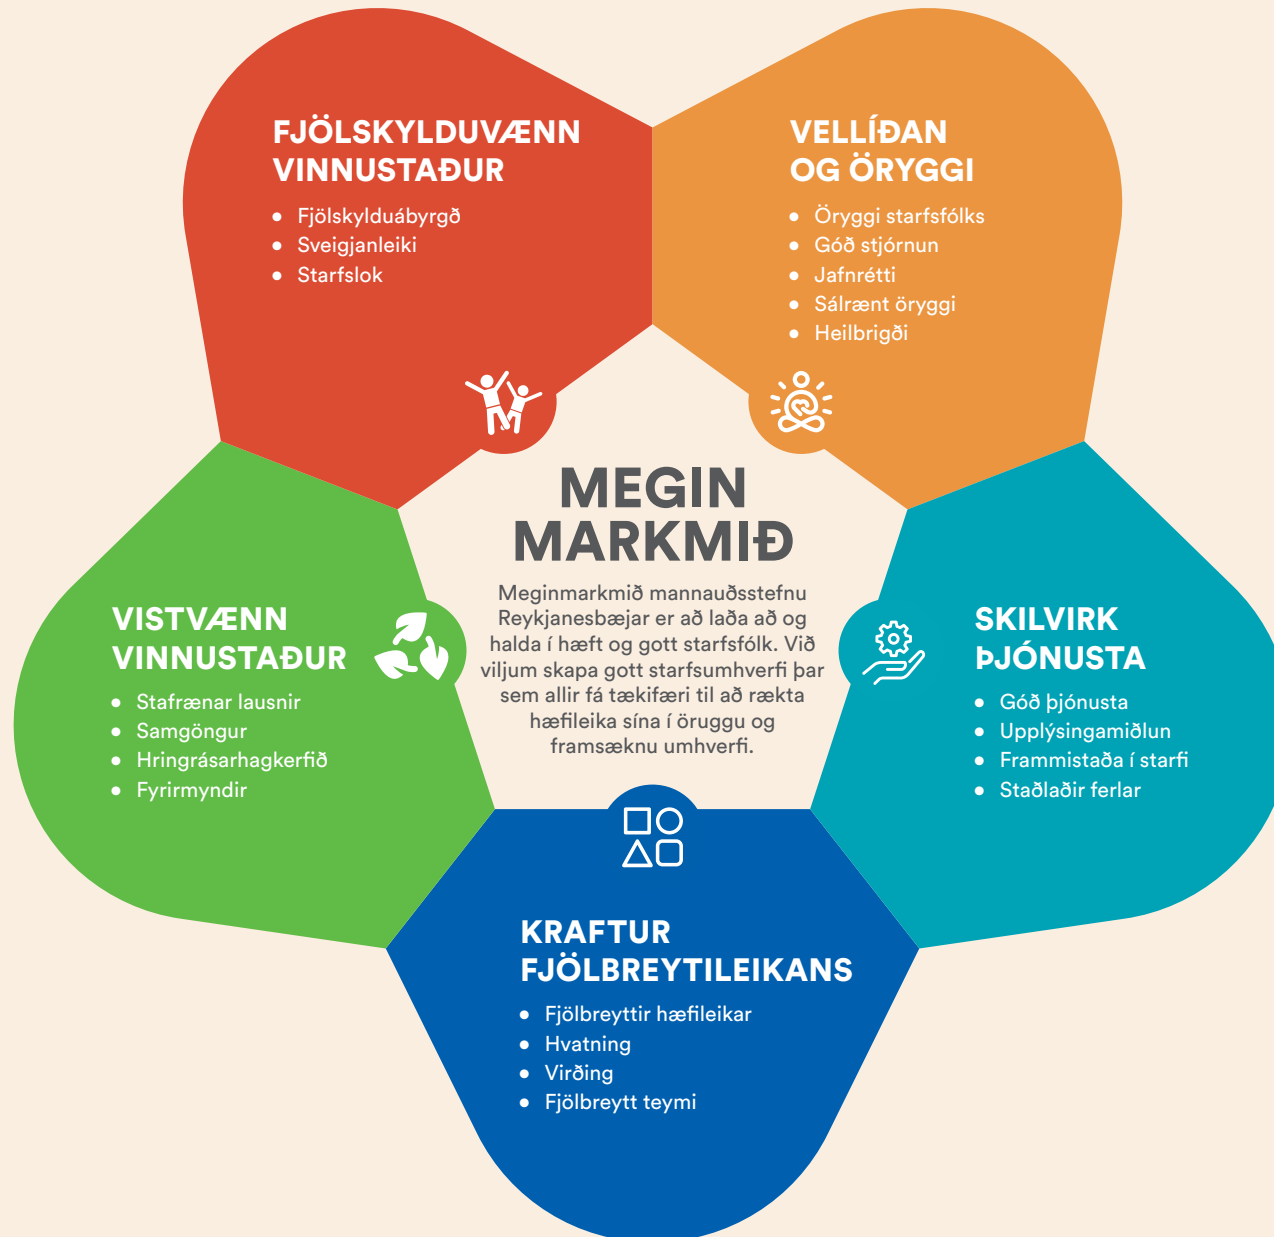 FJÖLSKYLDUVÆNN
VINNUSTAÐUR
• Fjölskylduábyrgð
• Sveigjanleiki
• Starfslok
VELLÍÐAN
OG ÖRYGGI
• Öryggi starfsfólks
• Góð stjórnun
• Jafnrétti
• Sálrænt öryggi
• Heilbrigði
MEGIN
MARKMIÐ
Meginmarkmið mannauðsstefnu
Reykjanesbæjar er að laða að og
halda í hæft og gott starfsfólk. Við
viljum skapa gott starfsumhverfi þar
sem allir fá tækifæri til að rækta
hæfileika sína í öruggu og
framsæknu umhverfi.
VISTVÆNN
VINNUSTAÐUR
• Stafrænar lausnir
• Samgöngur
• Hringrásarhagkerfið
• Fyrirmyndir
SKILVIRK
ÞJÓNUSTA
• Góð þjónusta
• Upplýsingamiðlun
• Frammistaða í starfi
• Staðlaðir ferlar
KRAFTUR
FJÖLBREYTILEIKANS
• Fjölbreyttir hæfileikar
• Hvatning
• Virðing
• Fjölbreytt teymi